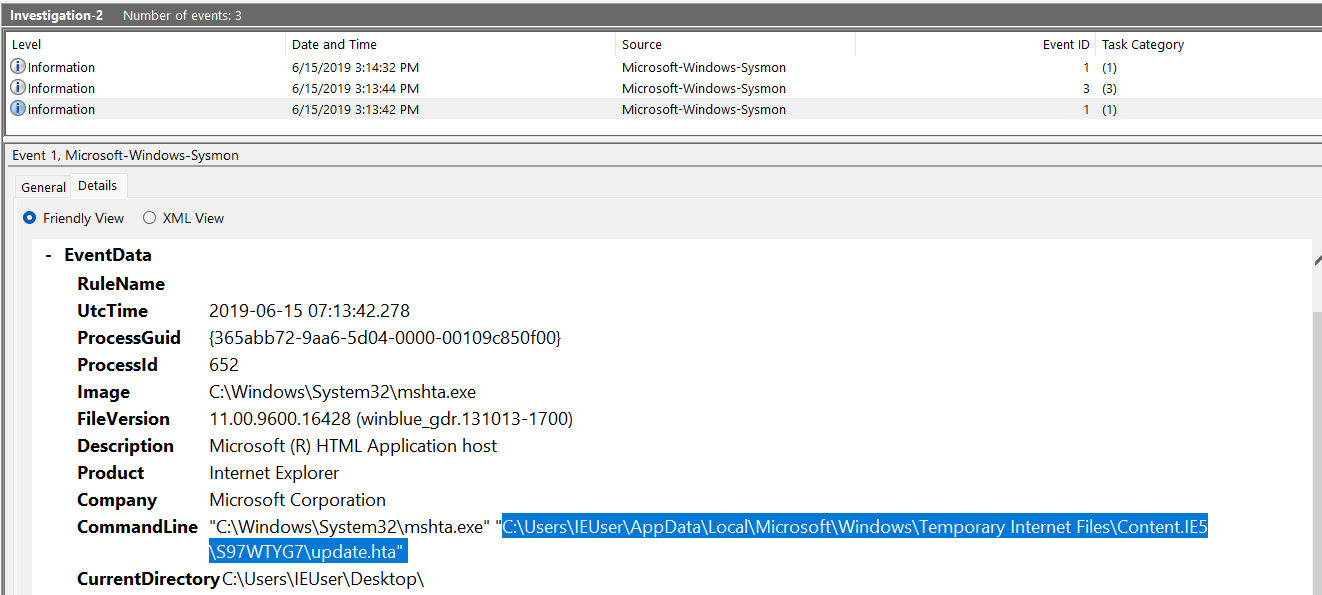 Investigation-2 Number of events: 3
Level Date and Time Source Event ID Task Category
Information 6/15/2019 3:14:32 PM Microsoft-Windows-Sysmon 1 (1)
Information 6/15/2019 3:13:44 PM Microsoft-Windows-Sysmon 3 (3)
Information 6/15/2019 3:13:42 PM Microsoft-Windows-Sysmon 1 (1)
Event 1, Microsoft-Windows-Sysmon
General Details
Friendly View XML View
- EventData
RuleName
UtcTime 2019-06-15 07:13:42.278
ProcessGuid {365abb72-9aa6-5d04-0000-00109c850f00}
ProcessId 652
Image C:\Windows\System32\mshta.exe
FileVersion 11.00.9600.16428 (winblue_gdr.131013-1700)
Description Microsoft (R) HTML Application host
Product Internet Explorer
Company Microsoft Corporation
CommandLine "C:\Windows\System32\mshta.exe" "C:\Users\IEUser\AppData\Local\Microsoft\Windows\Temporary Internet Files\Content.IE5
\S97WTYG7\update.hta"
CurrentDirectory C:\Users\IEUser\Desktop\